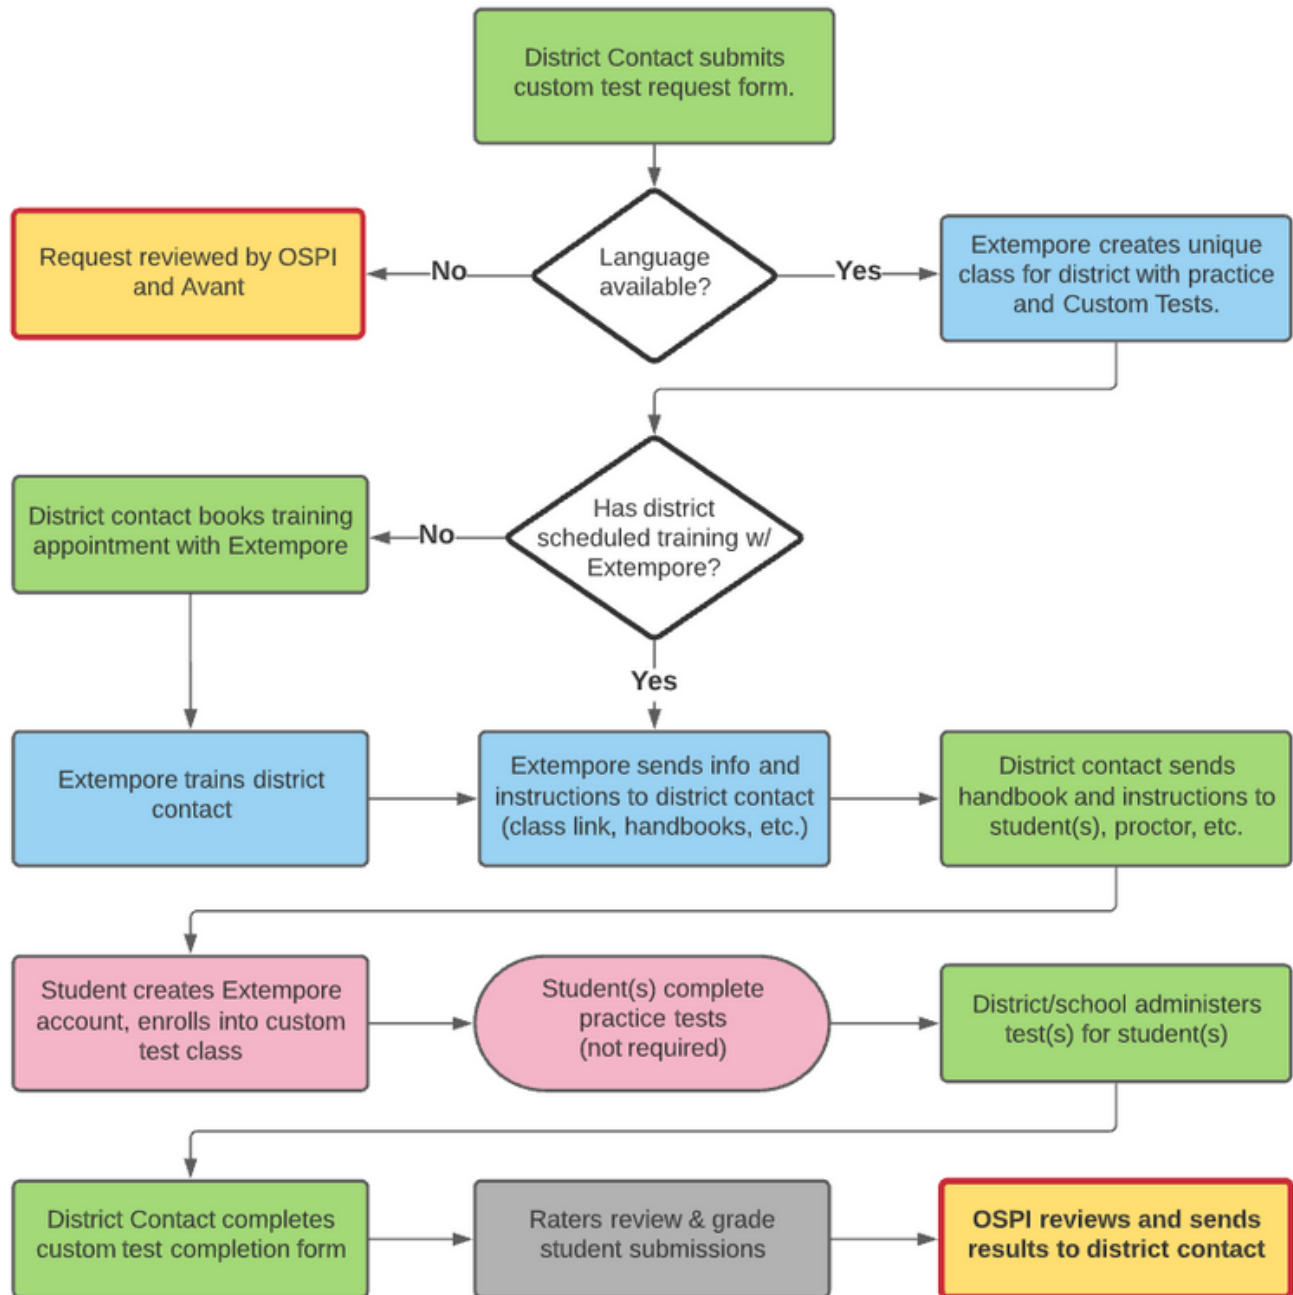 District Contact submits
custom test request form.
Language
available?
No
Yes
Request reviewed by OSPI
and Avant
Extempore creates unique
class for district with practice
and Custom Tests.
Has district
scheduled training w/
Extempore?
No
Yes
District contact books training
appointment with Extempore
Extempore trains district
contact
Extempore sends info and
instructions to district contact
(class link, handbooks, etc.)
District contact sends
handbook and instructions to
student(s), proctor, etc.
Student creates Extempore
account, enrolls into custom
test class
Student(s) complete
practice tests
(not required)
District/school administers
test(s) for student(s)
District Contact completes
custom test completion form
Raters review & grade
student submissions
OSPI reviews and sends
results to district contact